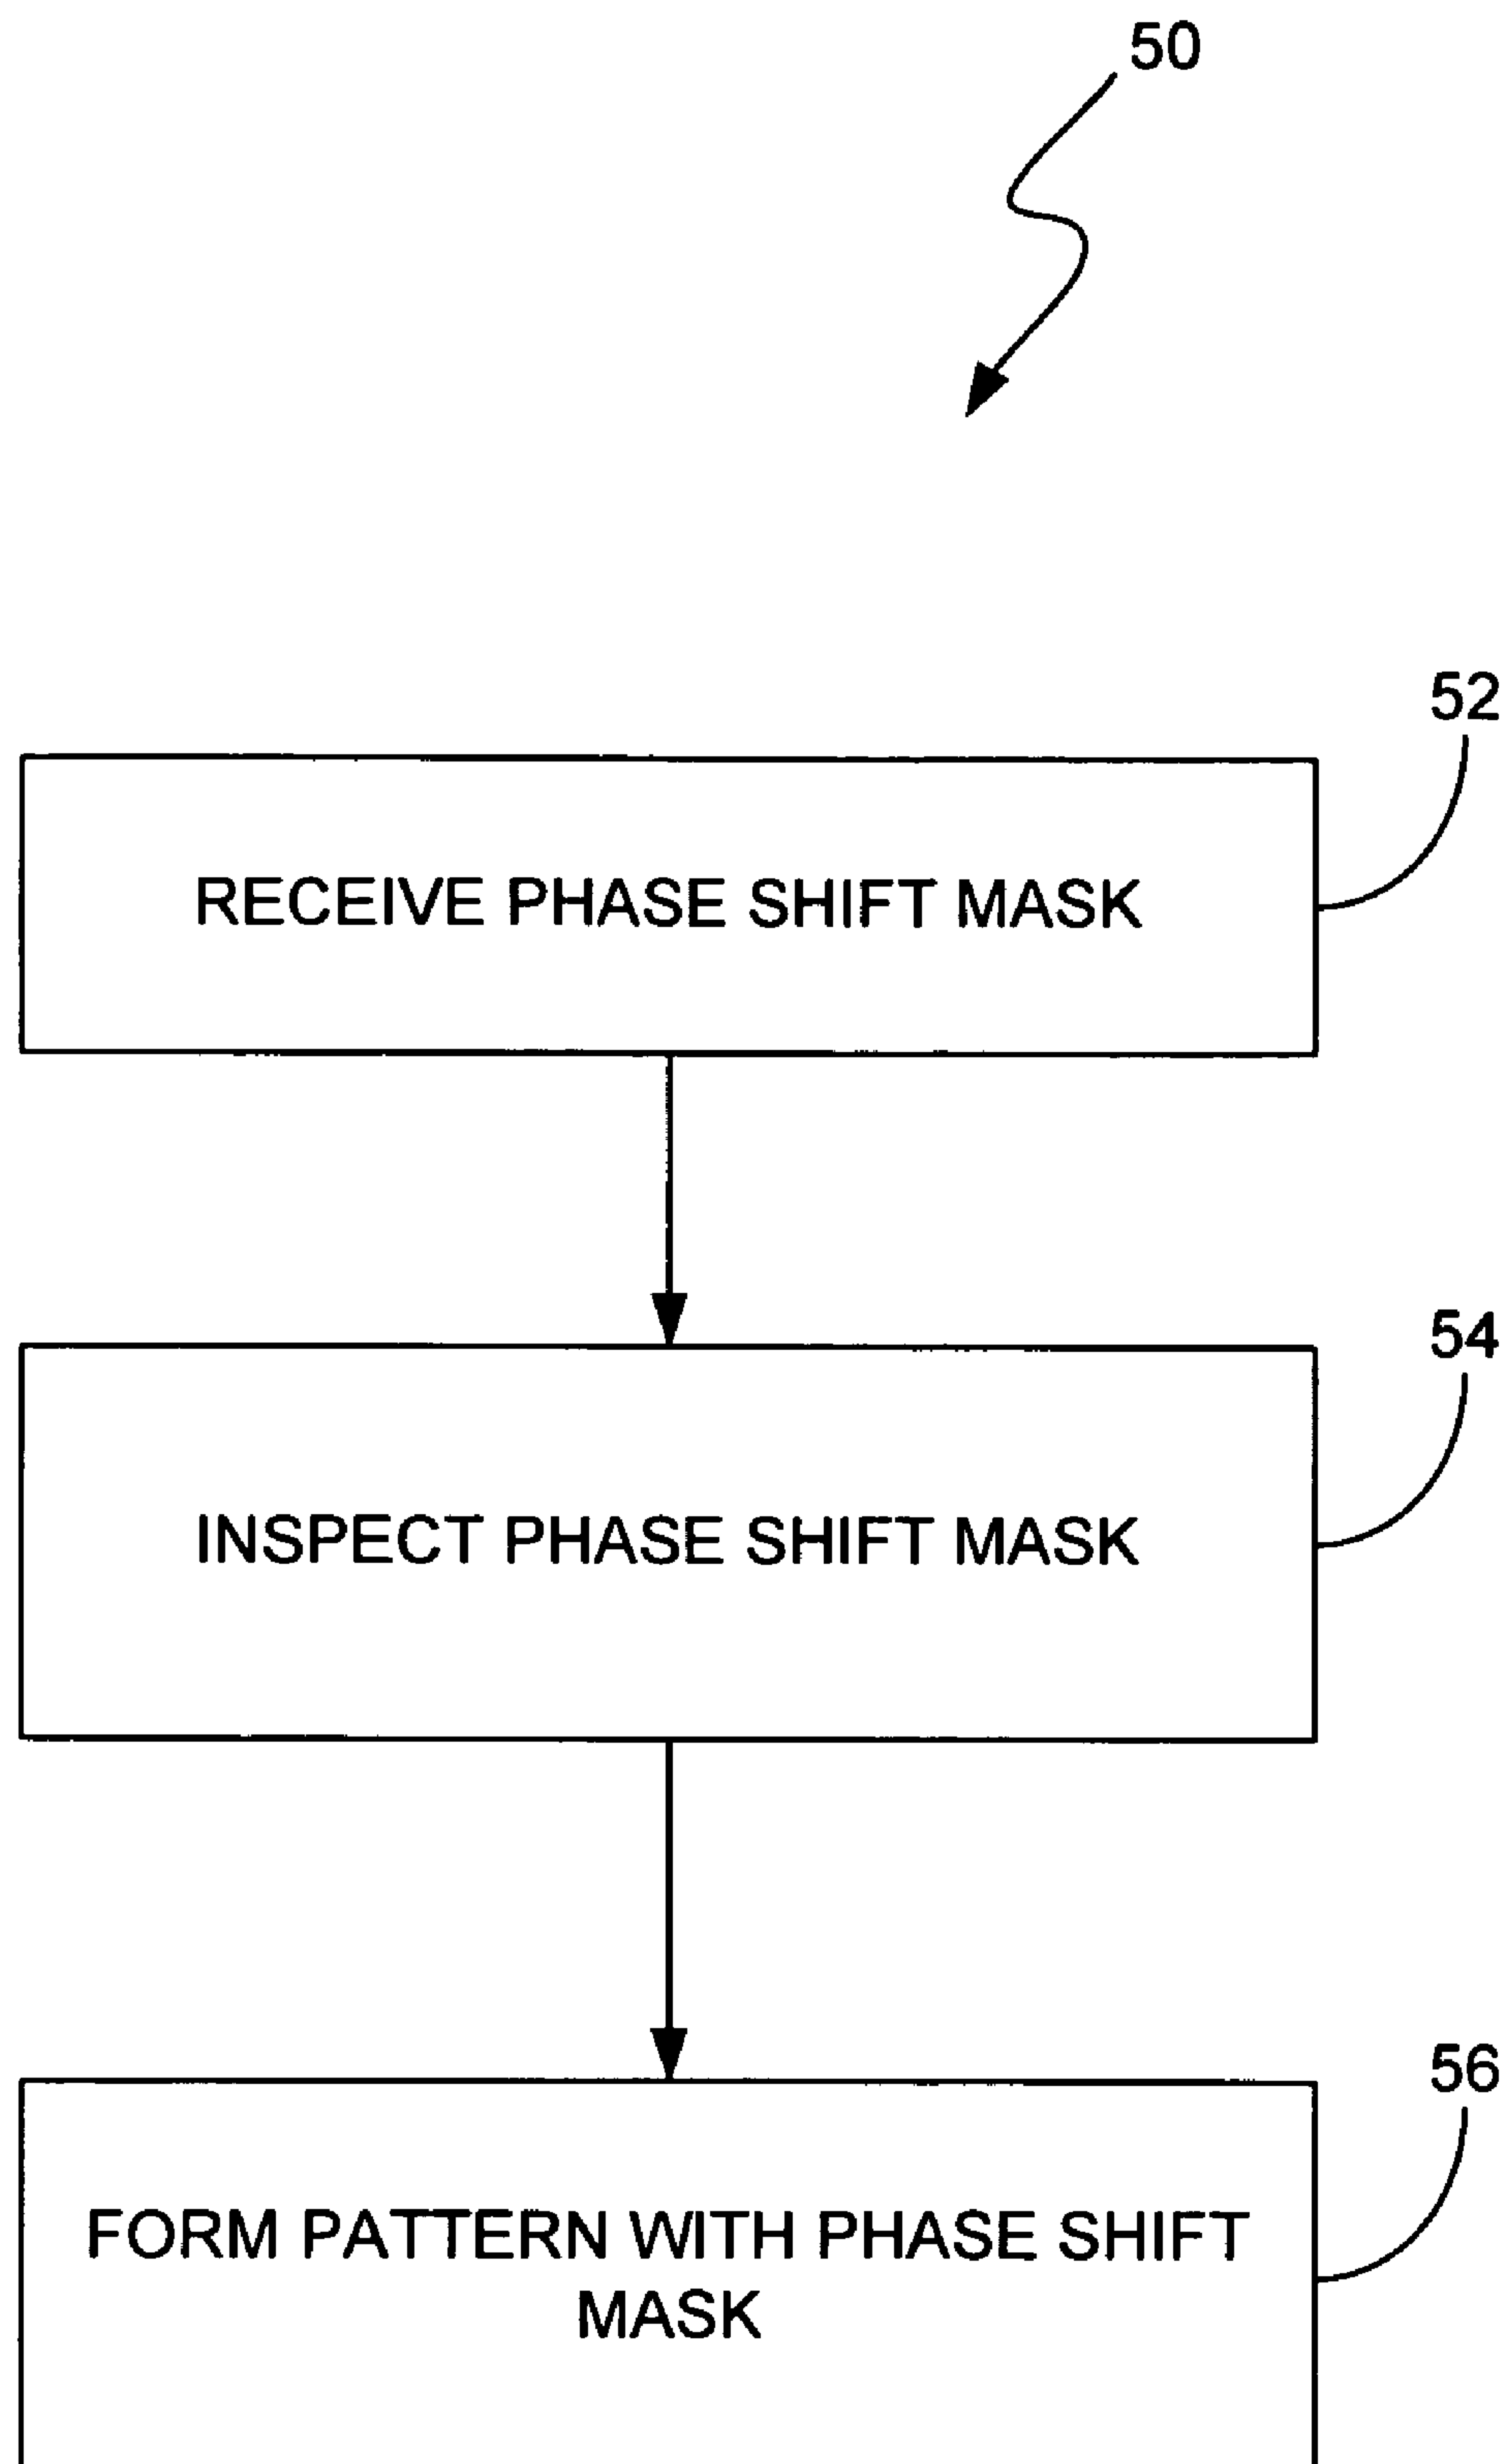 50
52
RECEIVE PHASE SHIFT MASK
54
INSPECT PHASE SHIFT MASK
56
FORM PATTERN WITH PHASE SHIFT
MASK